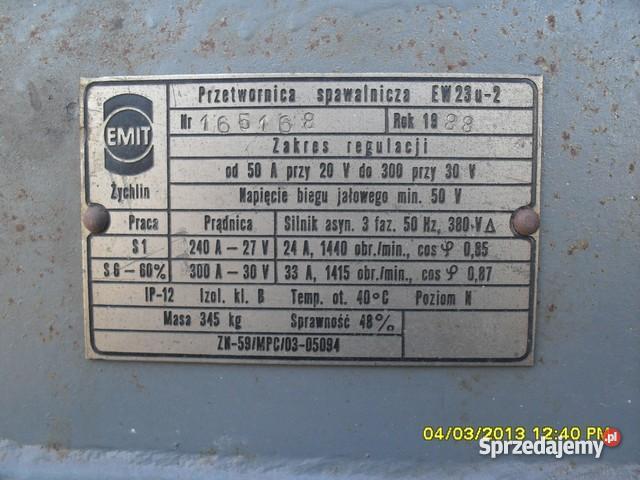 EMIT
Żychlin
Przetwornica spawalnicza EW23u-2
Nr 165168 Rok 1988
Zakres regulacji
od 50 A przy 20 V do 300 przy 30 V
Napięcie biegu jałowego min. 50 V
Praca Prądnica Silnik asyn. 3 faz. 50 Hz, 380 V Δ
S1 240 A – 27 V 24 A, 1440 obr./min., cos φ 0,85
S6 – 60% 300 A – 30 V 33 A, 1415 obr./min., cos φ 0,87
IP-12 Izol. kl. B Temp. ot. 40°C Poziom N
Masa 345 kg Sprawność 48%
ZN-59/MPC/03-05094
04/03/2013 12:40 PM
Sprzedajemy.pl